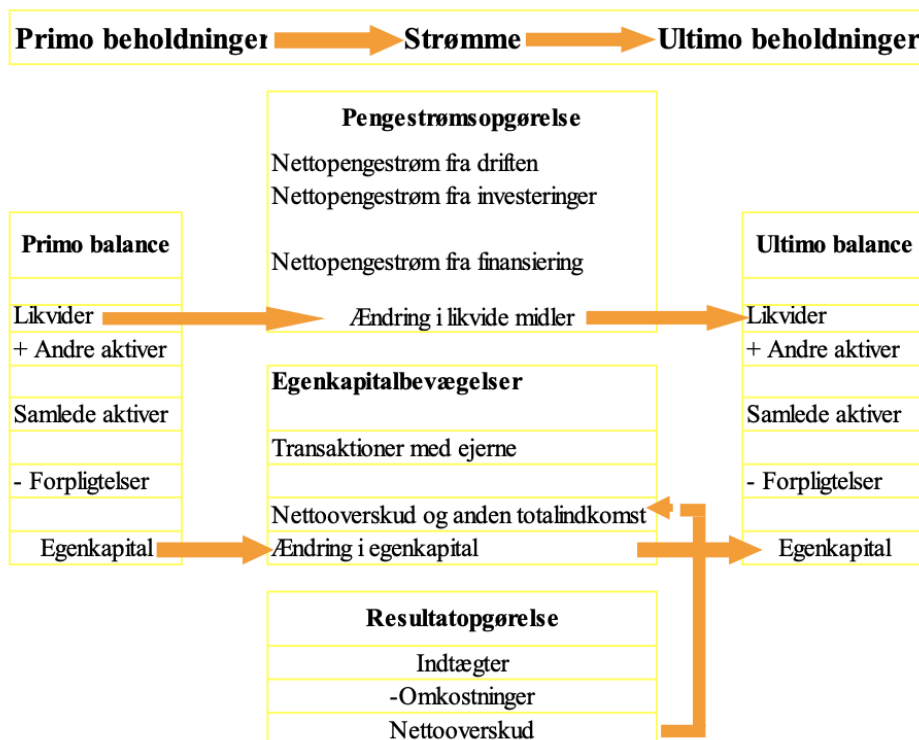 Primo beholdninger Strømme Ultimo beholdninger
Pengestrømsopgørelse
Nettopengestrøm fra driften
Nettopengestrøm fra investeringer
Nettopengestrøm fra finansiering
Ændring i likvide midler
Primo balance
Likvider
+ Andre aktiver
Samlede aktiver
- Forpligtelser
Egenkapital
Egenkapitalbevægelser
Transaktioner med ejerne
Nettooverskud og anden totalindkomst
Ændring i egenkapital
Resultatopgørelse
Indtægter
-Omkostninger
Nettooverskud
Ultimo balance
Likvider
+ Andre aktiver
Samlede aktiver
- Forpligtelser
Egenkapital